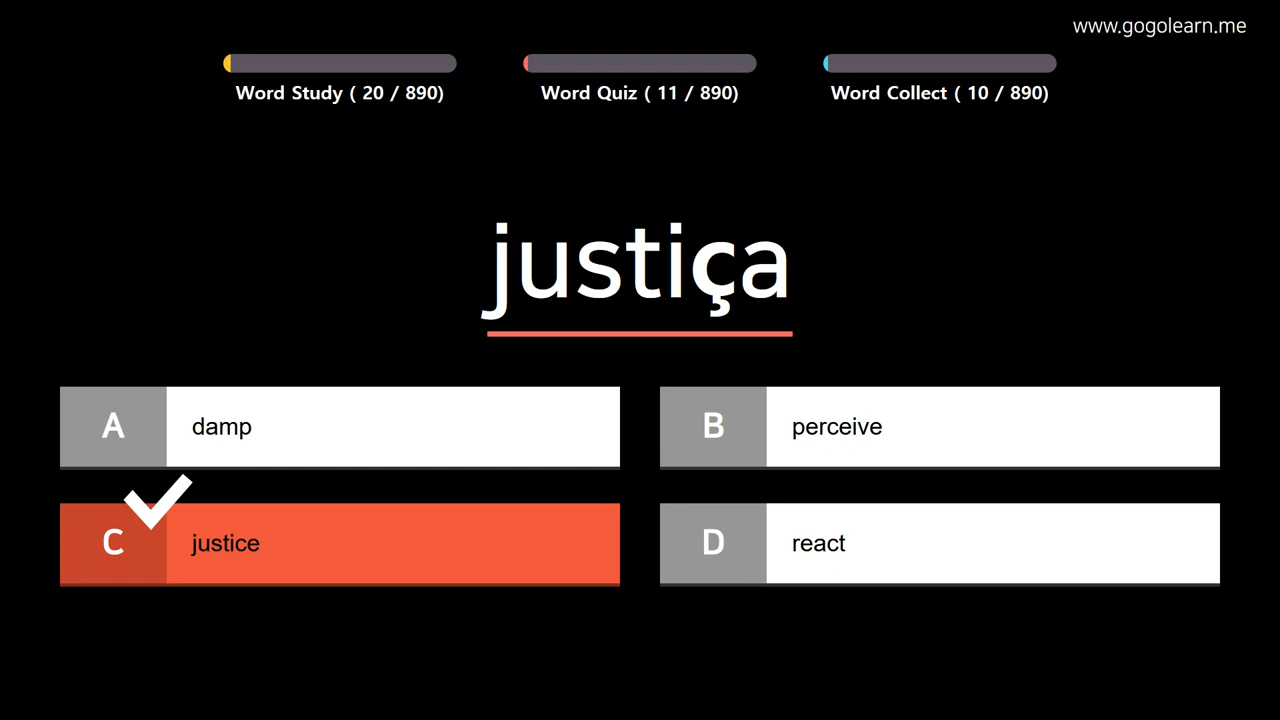 www.gogolearn.me
Word Study ( 20 / 890)
Word Quiz ( 11 / 890)
Word Collect ( 10 / 890)
justiça
A damp
B perceive
C justice
D react